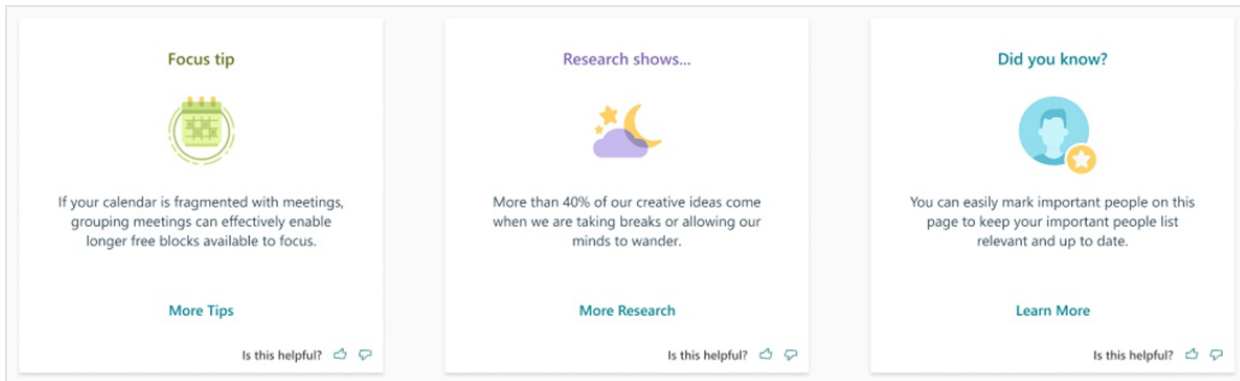 Focus tip
If your calendar is fragmented with meetings,
grouping meetings can effectively enable
longer free blocks available to focus.
More Tips
Is this helpful?
Research shows...
More than 40% of our creative ideas come
when we are taking breaks or allowing our
minds to wander.
More Research
Is this helpful?
Did you know?
You can easily mark important people on this
page to keep your important people list
relevant and up to date.
Learn More
Is this helpful?